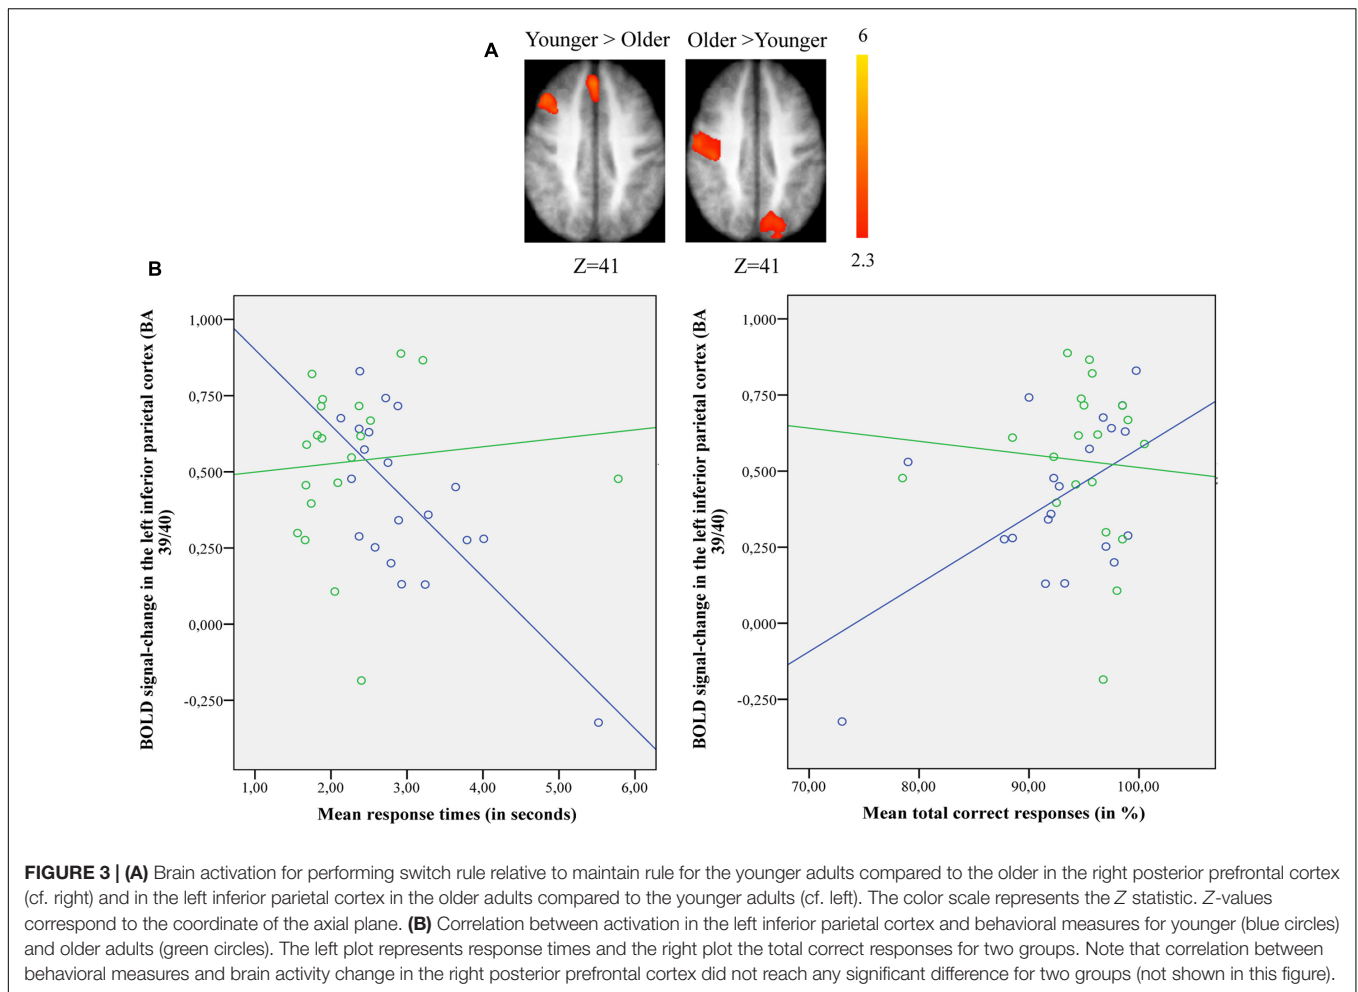 A
Younger > Older
Older >Younger
6
2.3
Z=41
Z=41
B
BOLD signal-change in the left inferior parietal cortex (BA
39/40)
1,000
0,750
0,500
0,250
0,000
-0,250
1,00
2,00
3,00
4,00
5,00
6,00
Mean response times (in seconds)
BOLD signal-change in the left inferior parietal cortex (BA
39/40)
1,000
0,750
0,500
0,250
0,000
-0,250
70,00
80,00
90,00
100,00
Mean total correct responses (in %)
FIGURE 3 | (A) Brain activation for performing switch rule relative to maintain rule for the younger adults compared to the older in the right posterior prefrontal cortex
(cf. right) and in the left inferior parietal cortex in the older adults compared to the younger adults (cf. left). The color scale represents the Z statistic. Z-values
correspond to the coordinate of the axial plane. (B) Correlation between activation in the left inferior parietal cortex and behavioral measures for younger (blue circles)
and older adults (green circles). The left plot represents response times and the right plot the total correct responses for two groups. Note that correlation between
behavioral measures and brain activity change in the right posterior prefrontal cortex did not reach any significant difference for two groups (not shown in this figure).